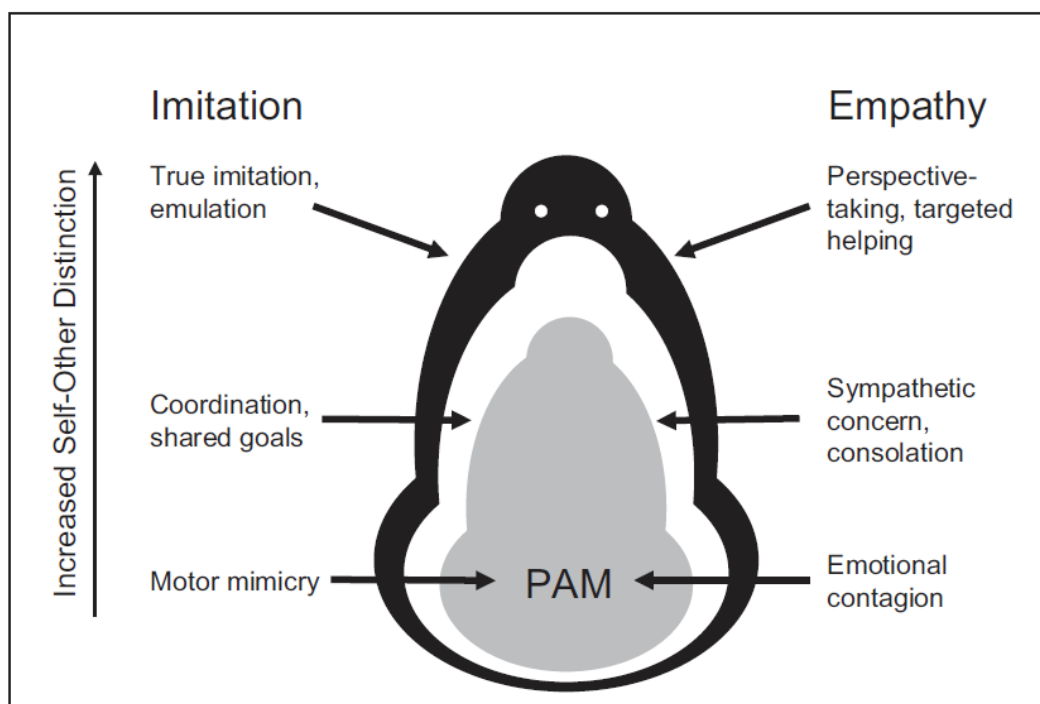 Imitation
Empathy
Increased Self-Other Distinction
True imitation,
emulation
Perspective-
taking, targeted
helping
Coordination,
shared goals
Sympathetic
concern,
consolation
Motor mimicry
PAM
Emotional
contagion